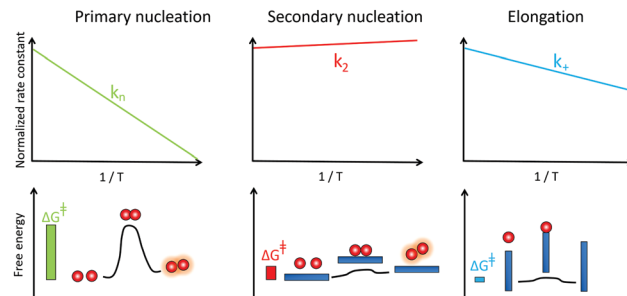 Primary nucleation
Secondary nucleation
Elongation
Normalized rate constant
kₙ
k₂
k₊
1 / T
1 / T
1 / T
Free energy
ΔG‡
ΔG‡
ΔG‡